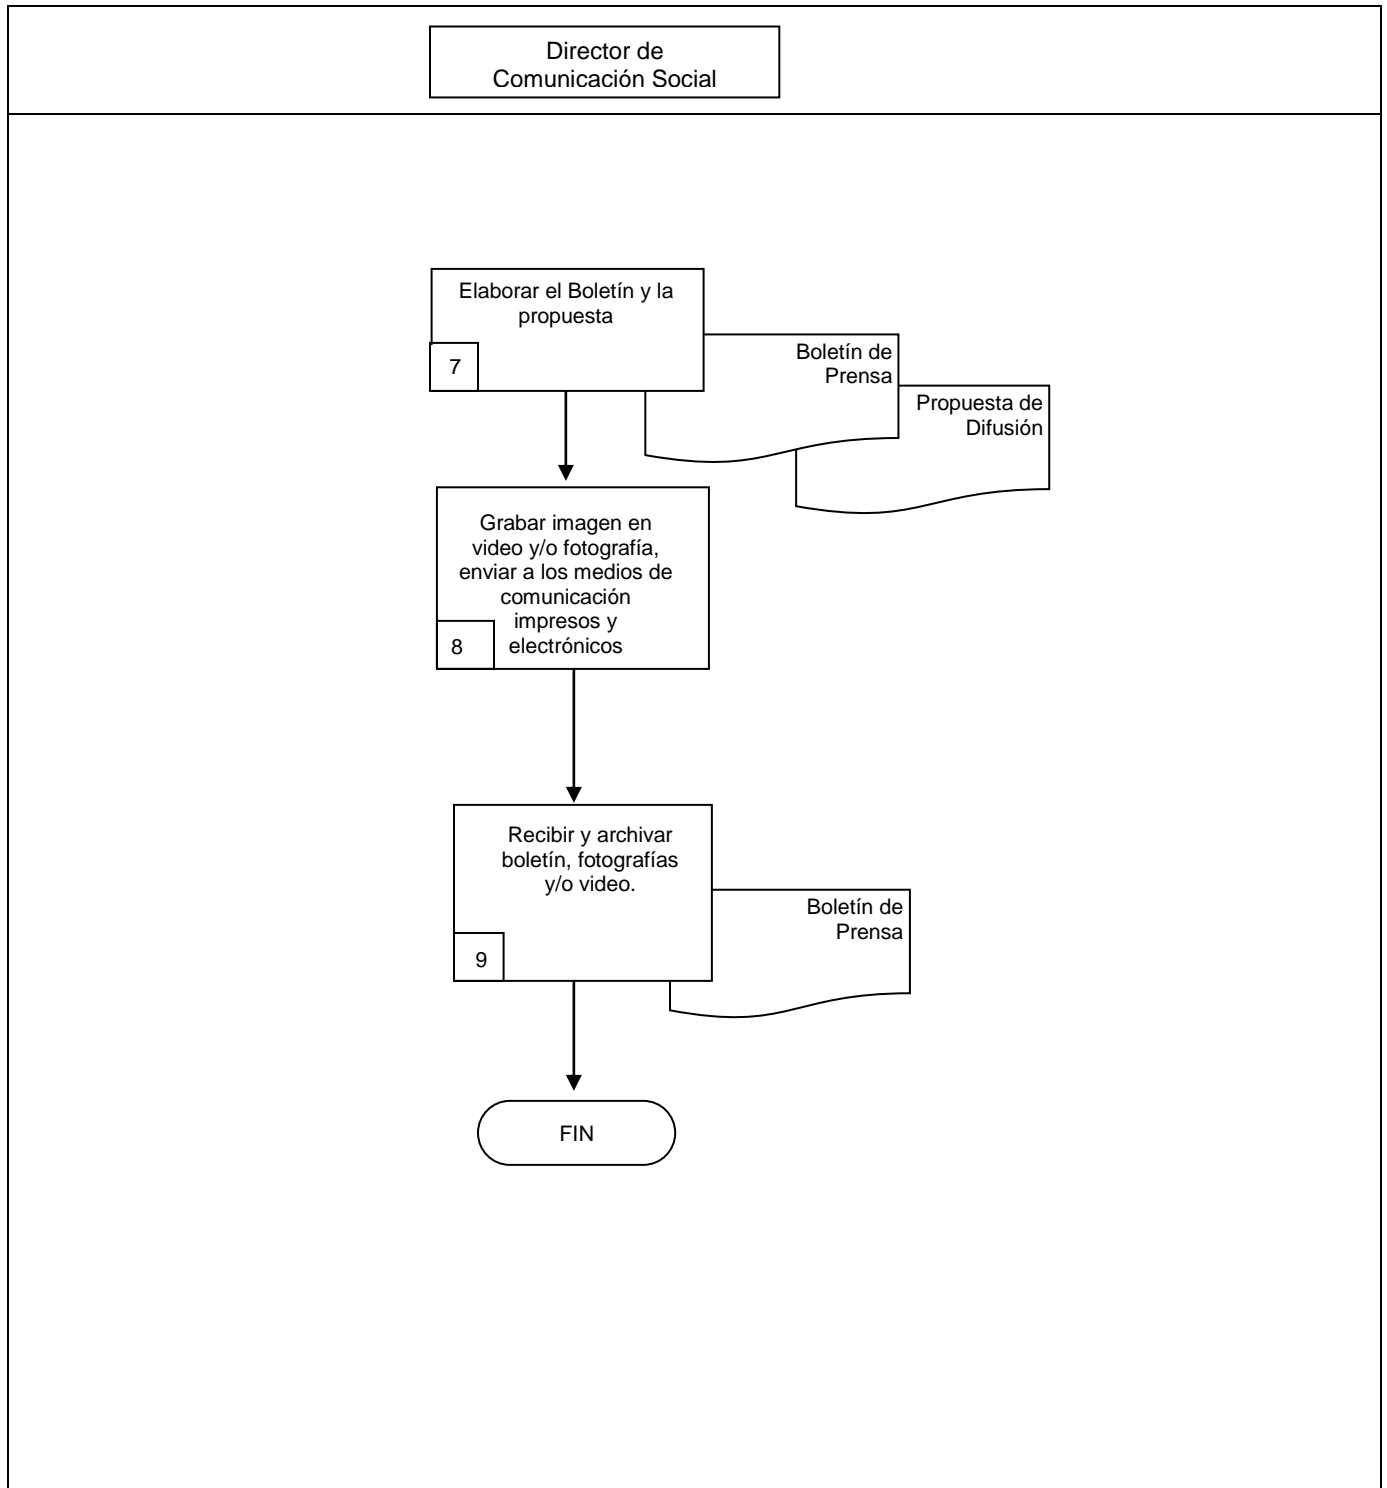 Director de
Comunicación Social
Elaborar el Boletín y la
propuesta
7
Boletín de
Prensa
Propuesta de
Difusión
Grabar imagen en
video y/o fotografía,
enviar a los medios de
comunicación
impresos y
electrónicos
8
Recibir y archivar
boletín, fotografías
y/o video.
9
Boletín de
Prensa
FIN